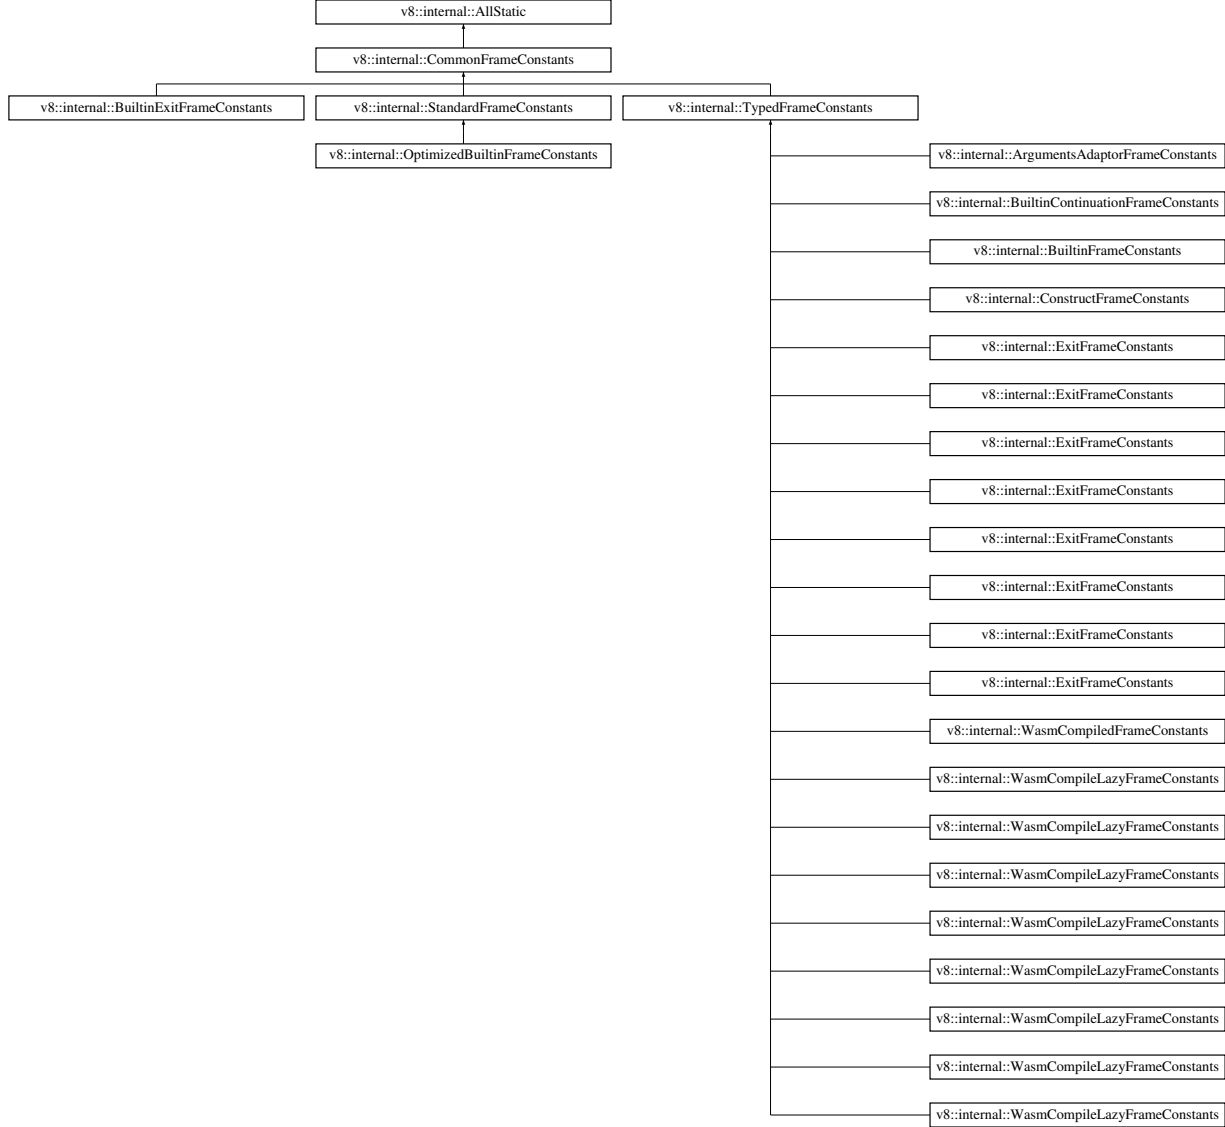 v8::internal::AllStatic
v8::internal::CommonFrameConstants
v8::internal::BuiltinExitFrameConstants
v8::internal::StandardFrameConstants
v8::internal::TypedFrameConstants
v8::internal::OptimizedBuiltinFrameConstants
v8::internal::ArgumentsAdaptorFrameConstants
v8::internal::BuiltinContinuationFrameConstants
v8::internal::BuiltinFrameConstants
v8::internal::ConstructFrameConstants
v8::internal::ExitFrameConstants
v8::internal::ExitFrameConstants
v8::internal::ExitFrameConstants
v8::internal::ExitFrameConstants
v8::internal::ExitFrameConstants
v8::internal::ExitFrameConstants
v8::internal::ExitFrameConstants
v8::internal::ExitFrameConstants
v8::internal::WasmCompiledFrameConstants
v8::internal::WasmCompileLazyFrameConstants
v8::internal::WasmCompileLazyFrameConstants
v8::internal::WasmCompileLazyFrameConstants
v8::internal::WasmCompileLazyFrameConstants
v8::internal::WasmCompileLazyFrameConstants
v8::internal::WasmCompileLazyFrameConstants
v8::internal::WasmCompileLazyFrameConstants
v8::internal::WasmCompileLazyFrameConstants